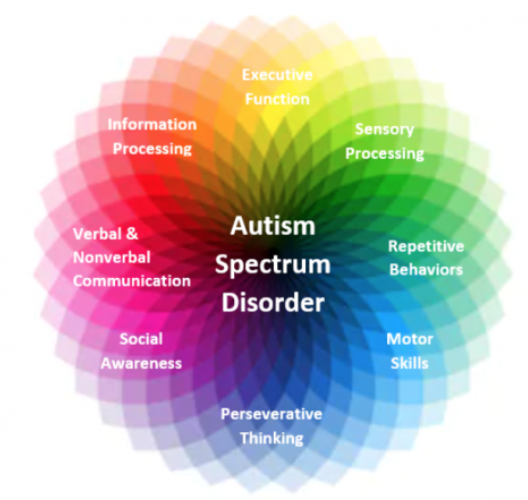 Executive
Function
Information
Processing
Sensory
Processing
Verbal &
Nonverbal
Communication
Autism
Spectrum
Disorder
Repetitive
Behaviors
Social
Awareness
Motor
Skills
Perseverative
Thinking